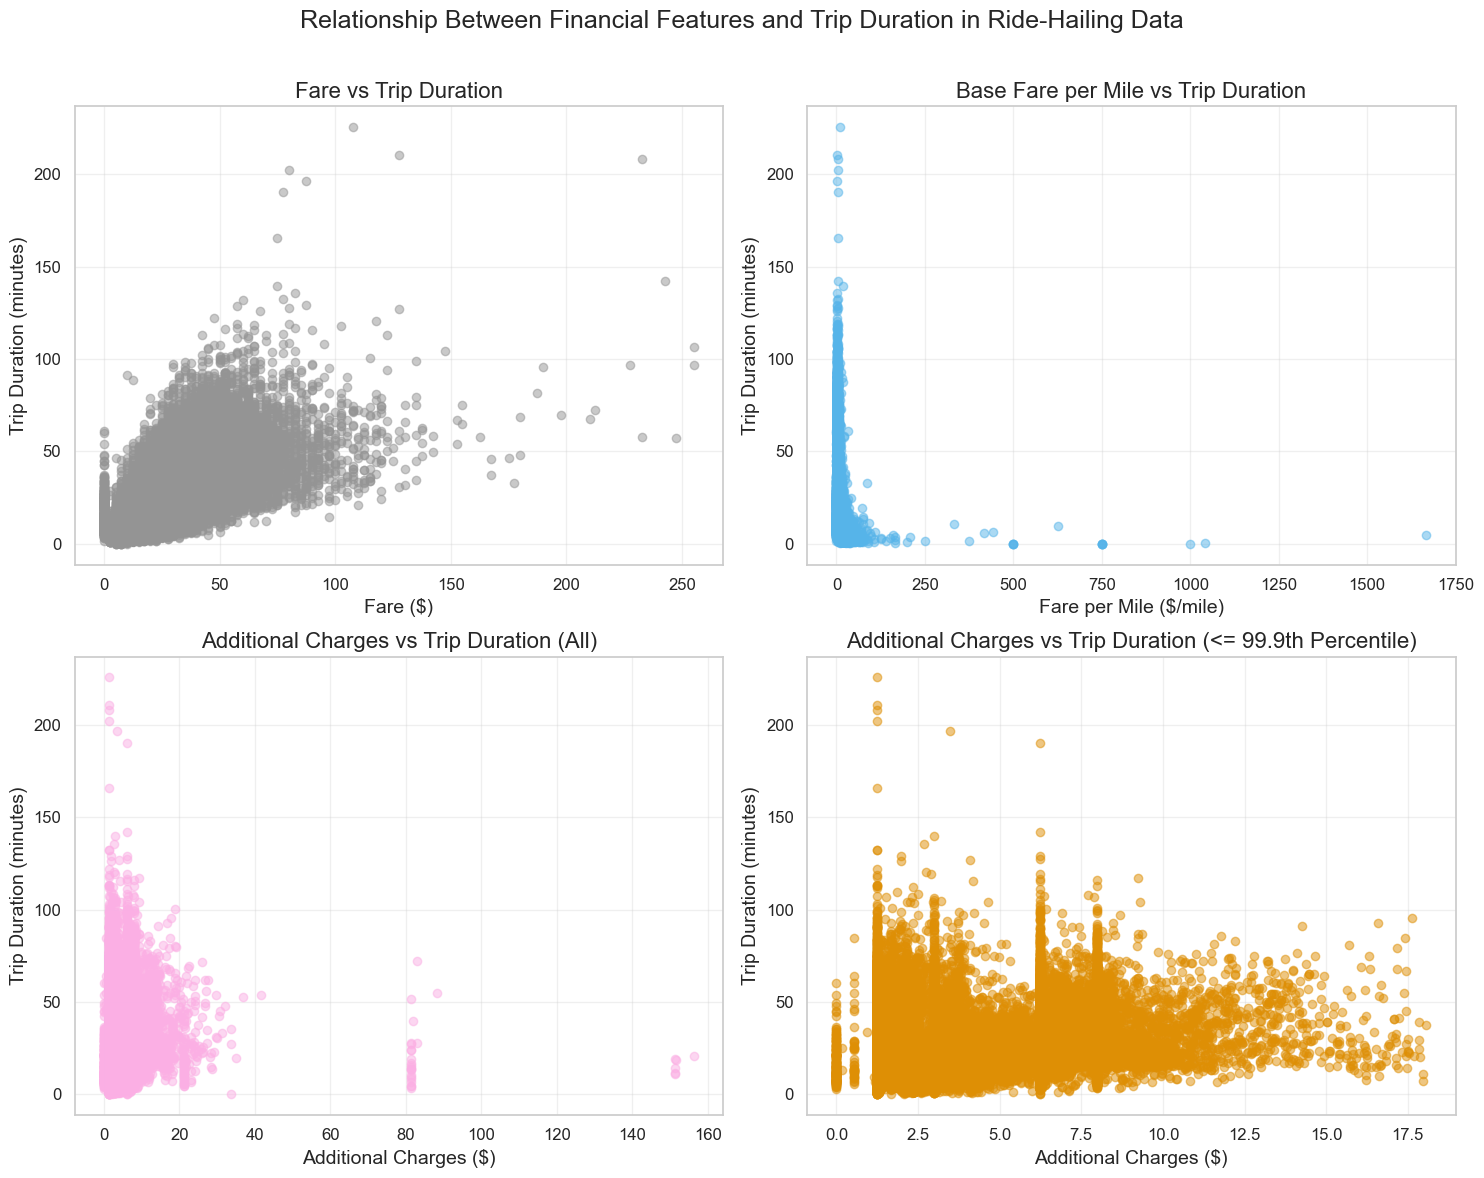 Relationship Between Financial Features and Trip Duration in Ride-Hailing Data
Fare vs Trip Duration
Trip Duration (minutes)
200
150
100
50
0
0 50 100 150 200 250
Fare ($)
Base Fare per Mile vs Trip Duration
Trip Duration (minutes)
200
150
100
50
0
0 250 500 750 1000 1250 1500 1750
Fare per Mile ($/mile)
Additional Charges vs Trip Duration (All)
Trip Duration (minutes)
200
150
100
50
0
0 20 40 60 80 100 120 140 160
Additional Charges ($)
Additional Charges vs Trip Duration (<= 99.9th Percentile)
Trip Duration (minutes)
200
150
100
50
0
0.0 2.5 5.0 7.5 10.0 12.5 15.0 17.5
Additional Charges ($)